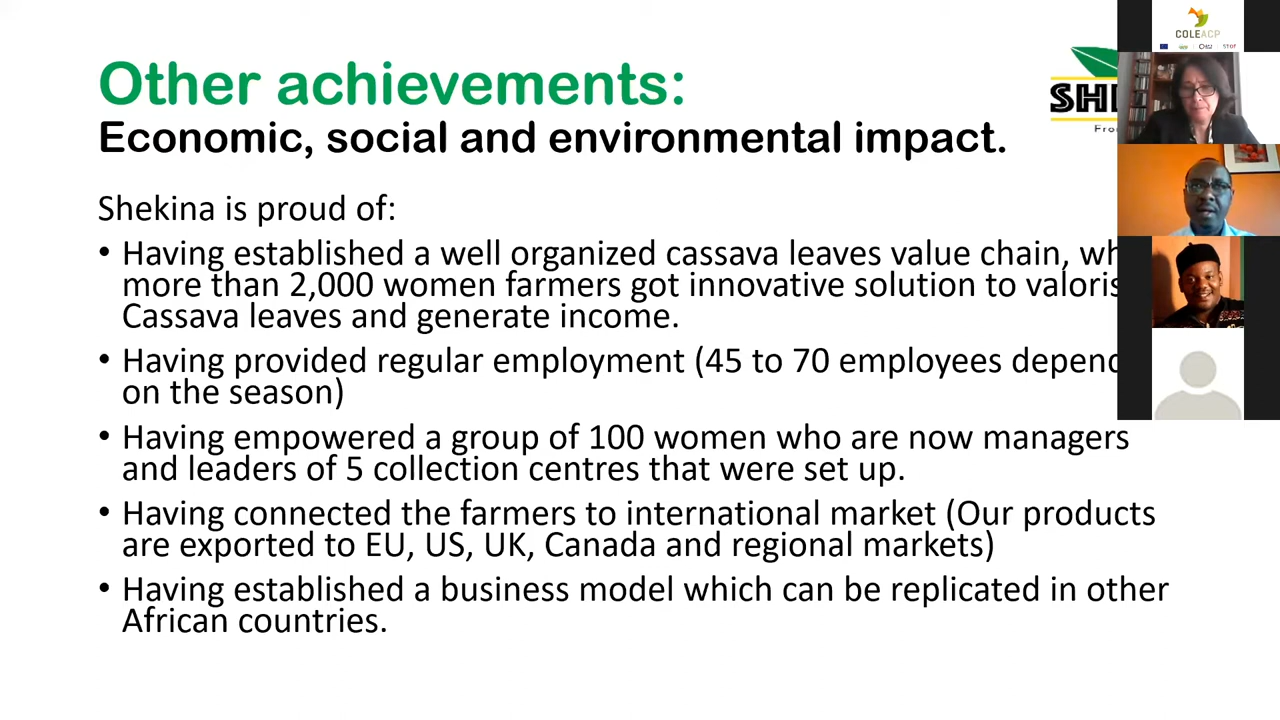 Other achievements:
Economic, social and environmental impact.
Shekina is proud of:
• Having established a well organized cassava leaves value chain,
more than 2,000 women farmers got innovative solution to
Cassava leaves and generate income.
• Having provided regular employment (45 to 70 employees
on the season)
• Having empowered a group of 100 women who are now managers
and leaders of 5 collection centres that were set up.
• Having connected the farmers to international market (Our products
are exported to EU, US, UK, Canada and regional markets)
• Having established a business model which can be replicated in other
African countries.
COLEACP